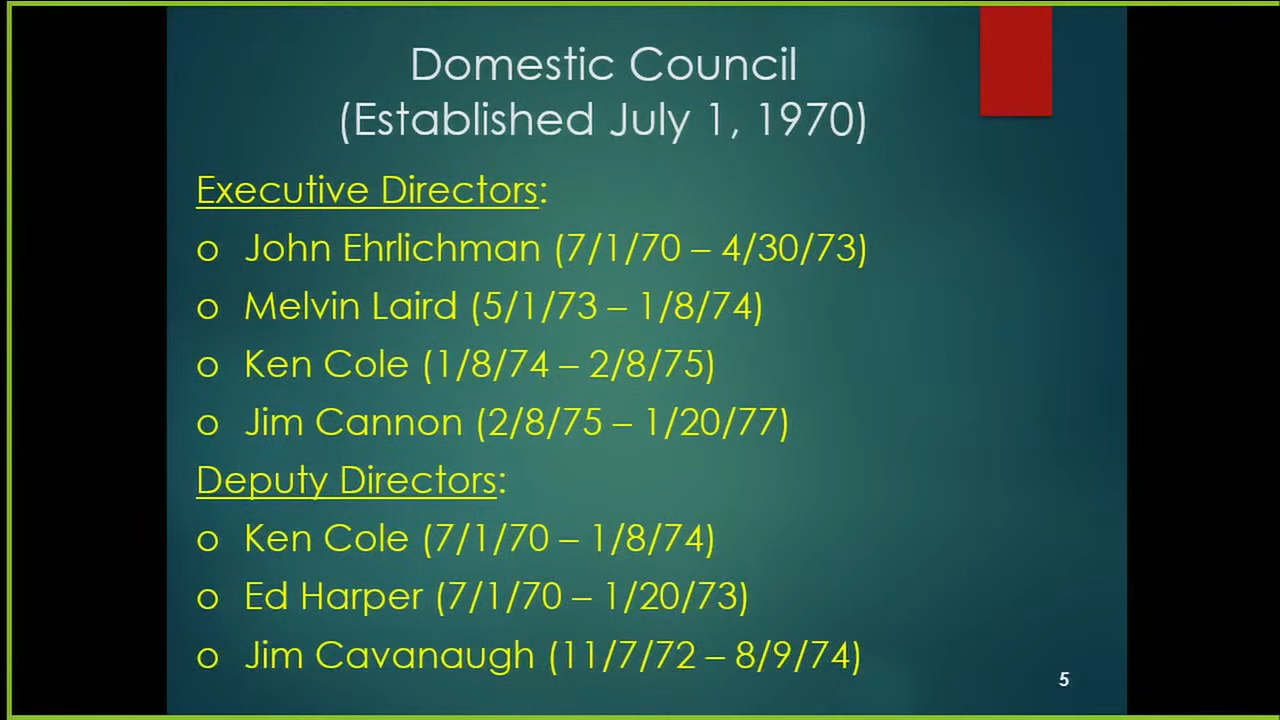 Domestic Council
(Established July 1, 1970)
Executive Directors:
o John Ehrlichman (7/1/70 – 4/30/73)
o Melvin Laird (5/1/73 – 1/8/74)
o Ken Cole (1/8/74 – 2/8/75)
o Jim Cannon (2/8/75 – 1/20/77)
Deputy Directors:
o Ken Cole (7/1/70 – 1/8/74)
o Ed Harper (7/1/70 – 1/20/73)
o Jim Cavanaugh (11/7/72 – 8/9/74)
5